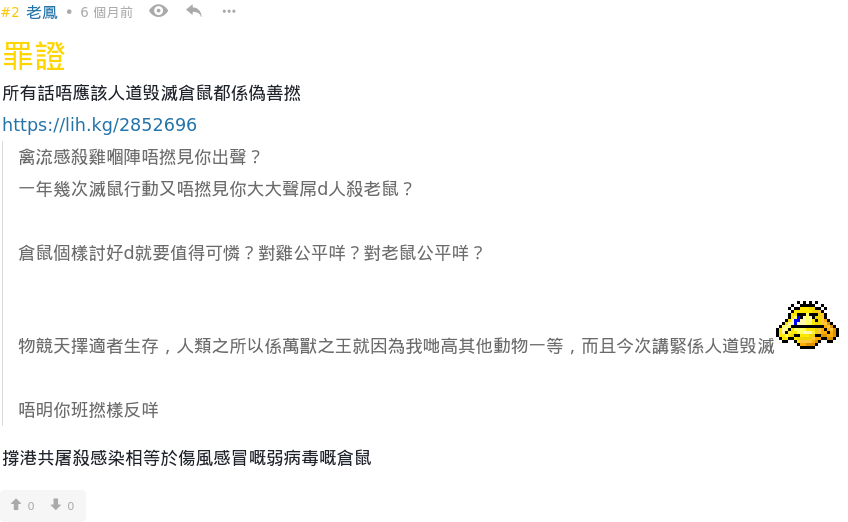 #2 老鳳 • 6 個月前
罪證
所有話唔應該人道毀滅倉鼠都係偽善撚
https://lih.kg/2852696
禽流感殺雞嗰陣唔撚見你出聲？
一年幾次滅鼠行動又唔撚見你大大聲屌d人殺老鼠？
倉鼠個樣討好d就要值得可憐？對雞公平咩？對老鼠公平咩？
物競天擇適者生存，人類之所以係萬獸之王就因為我哋高其他動物一等，而且今次講緊係人道毀滅
唔明你班撚樣反咩
撐港共屠殺感染相等於傷風感冒嘅弱病毒嘅倉鼠
0 0